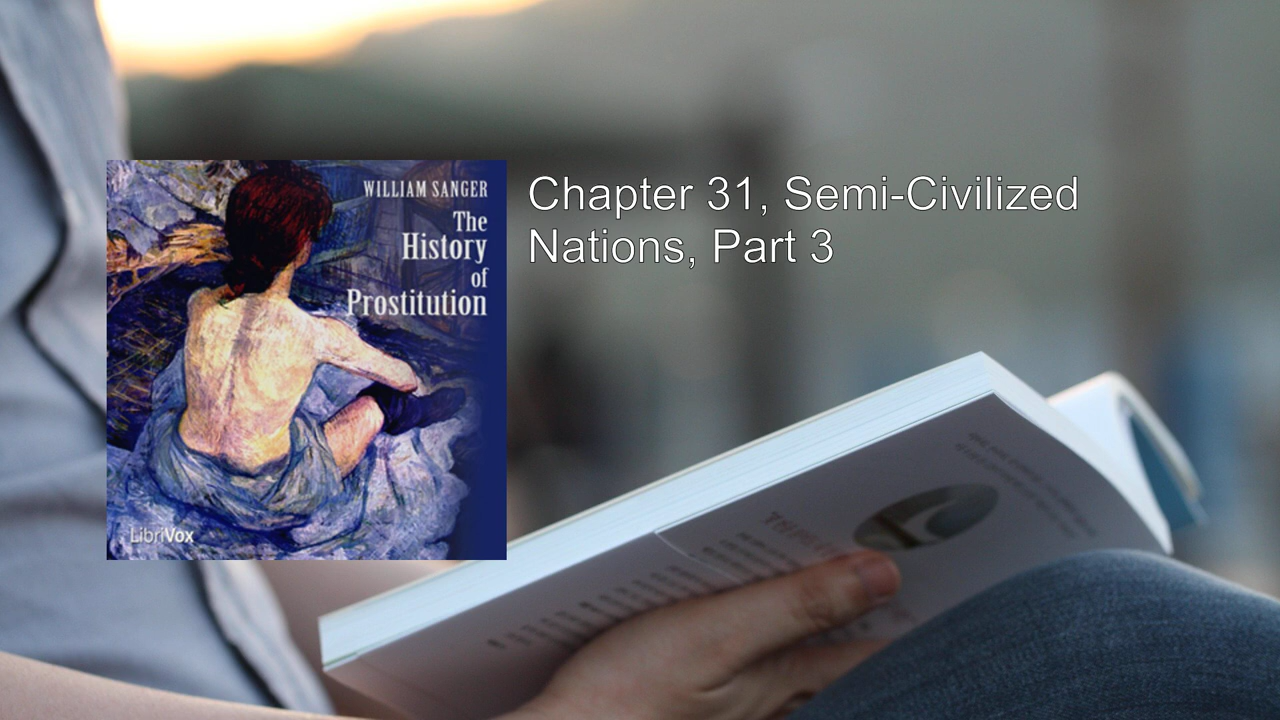 WILLIAM SANGER
The
History
of
Prostitution
LibriVox
Chapter 31, Semi-Civilized
Nations, Part 3